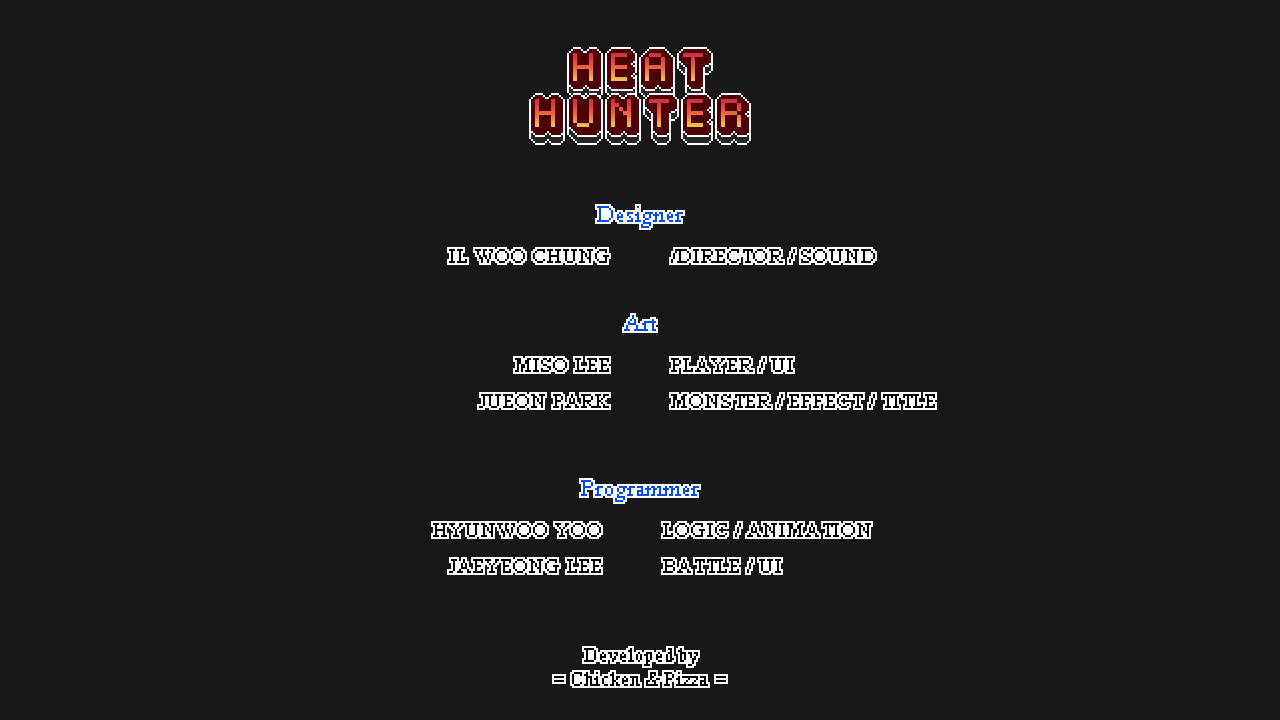 HEAT
HUNTER
Designer
IL WOO CHUNG /DIRECTOR / SOUND
Art
MISO LEE PLAYER / UI
JUEON PARK MONSTER / EFFECT / TITLE
Programmer
HYUNWOO YOO LOGIC / ANIMATION
JAEYEONG LEE BATTLE / UI
Developed by
= Chicken & Pizza =